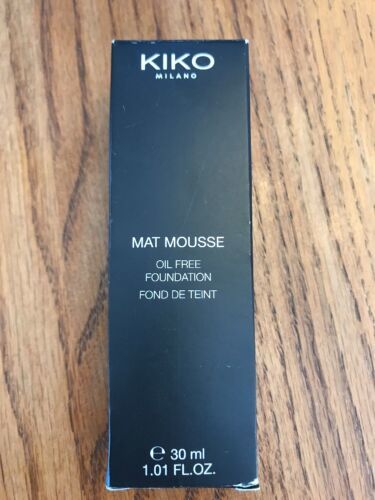 KIKO
MILANO
MAT MOUSSE
OIL FREE
FOUNDATION
FOND DE TEINT
℮ 30 ml
1.01 FL.OZ.